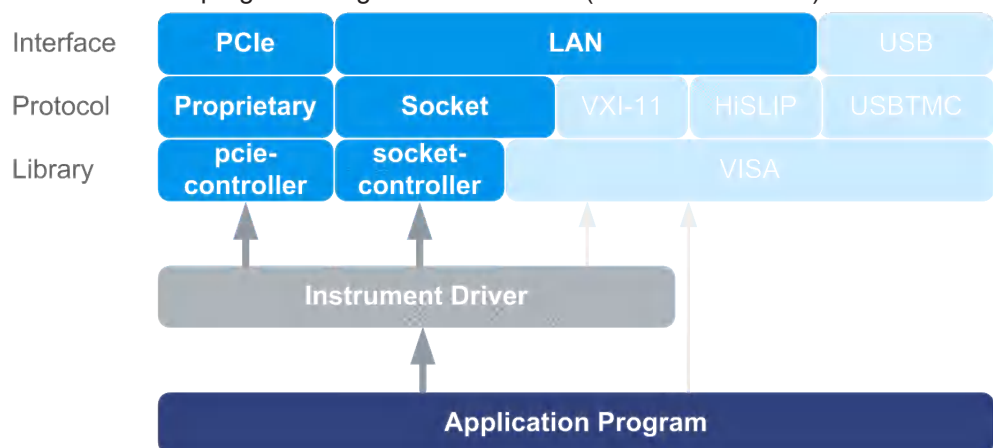 Interface
PCIe
LAN
USB
Protocol
Proprietary
Socket
VXI-11
HiSLIP
USBTMC
Library
pcie-
controller
socket-
controller
VISA
Instrument Driver
Application Program